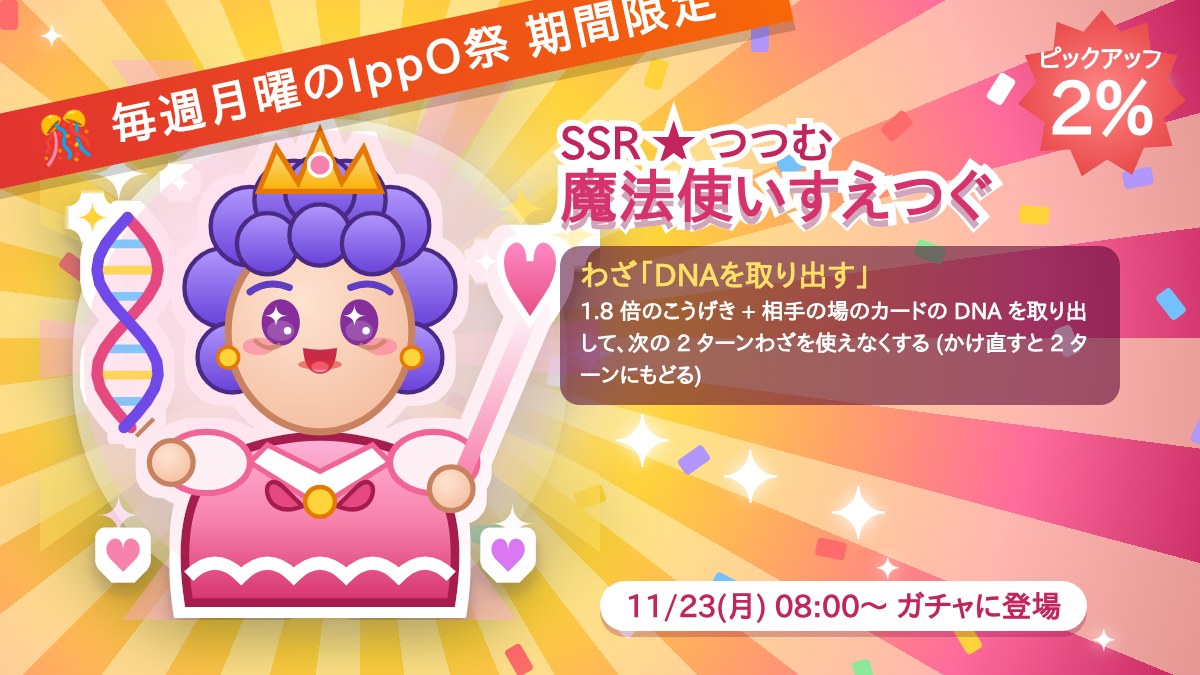 毎週月曜のIppO祭 期間限定
ピックアップ
2%
SSR ★ つつむ
魔法使いすえつぐ
わざ「DNAを取り出す」
1.8 倍のこうげき + 相手の場のカードの DNA を取り出
して、次の 2 ターンわざを使えなくする (かけ直すと 2 タ
ーンにもどる)
11/23(月) 08:00〜 ガチャに登場